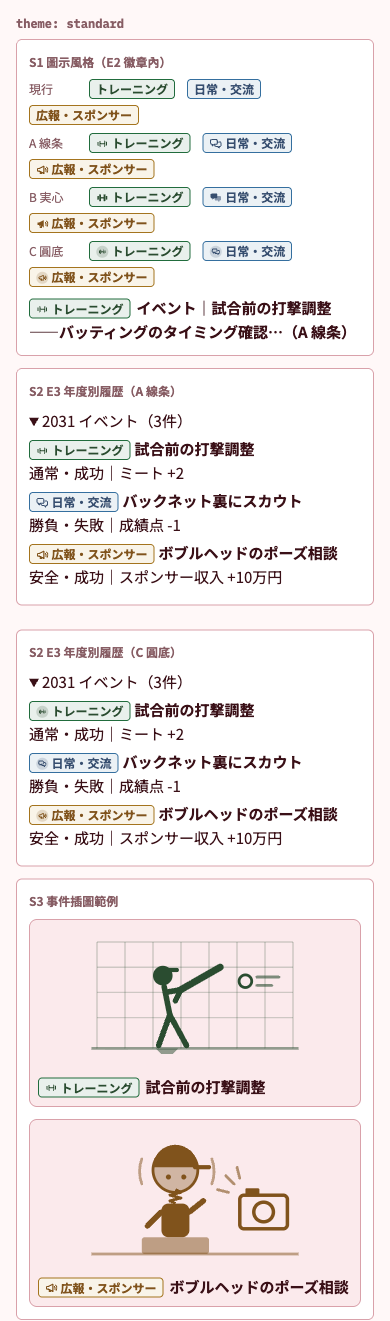 theme: standard
S1 圖示風格（E2 徽章內）
現行 トレーニング 日常・交流
広報・スポンサー
A 線条 トレーニング 日常・交流
広報・スポンサー
B 実心 トレーニング 日常・交流
広報・スポンサー
C 圓底 トレーニング 日常・交流
広報・スポンサー
トレーニング イベント｜試合前の打撃調整
──バッティングのタイミング確認…（A 線条）
S2 E3 年度別履歴（A 線条）
▼2031 イベント（3件）
トレーニング 試合前の打撃調整
通常・成功｜ミート +2
日常・交流 バックネット裏にスカウト
勝負・失敗｜成績点 -1
広報・スポンサー ボブルヘッドのポーズ相談
安全・成功｜スポンサー収入 +10万円
S2 E3 年度別履歴（C 圓底）
▼2031 イベント（3件）
トレーニング 試合前の打撃調整
通常・成功｜ミート +2
日常・交流 バックネット裏にスカウト
勝負・失敗｜成績点 -1
広報・スポンサー ボブルヘッドのポーズ相談
安全・成功｜スポンサー収入 +10万円
S3 事件插圖範例
トレーニング 試合前の打撃調整
広報・スポンサー ボブルヘッドのポーズ相談